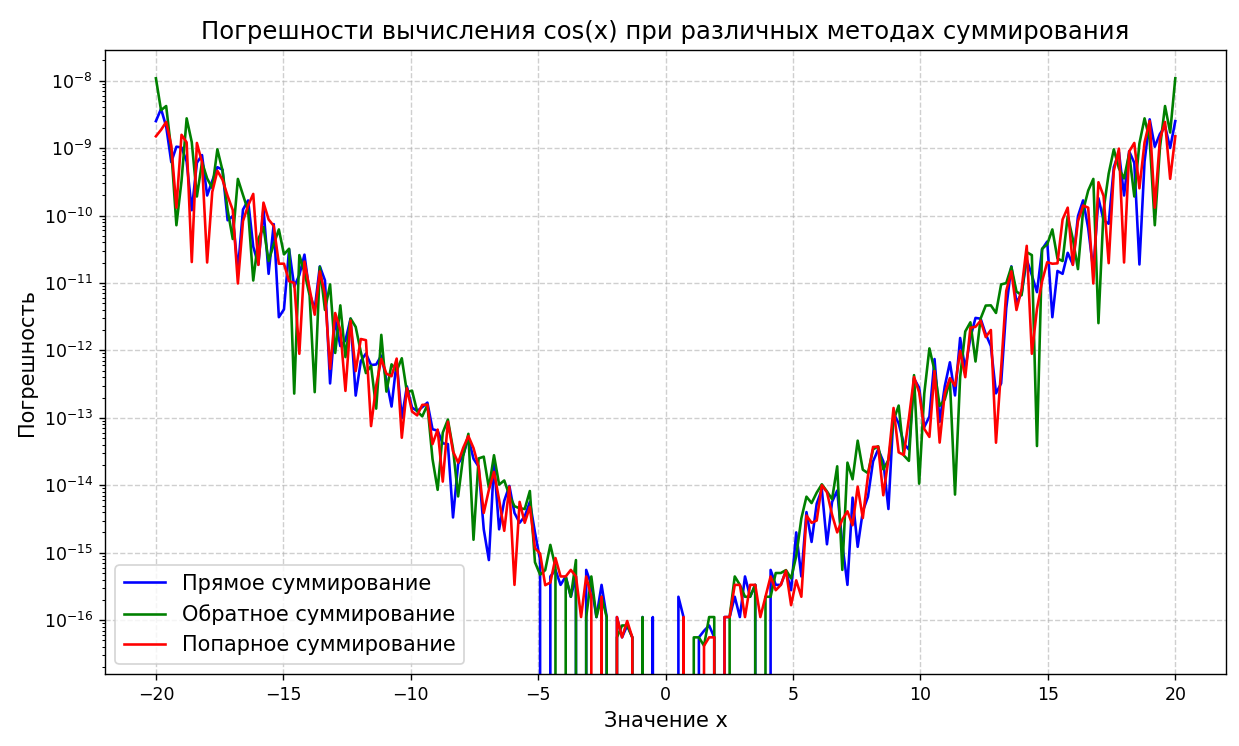 Погрешности вычисления cos(x) при различных методах суммирования
Погрешность
10⁻⁸
10⁻⁹
10⁻¹⁰
10⁻¹¹
10⁻¹²
10⁻¹³
10⁻¹⁴
10⁻¹⁵
10⁻¹⁶
Прямое суммирование
Обратное суммирование
Попарное суммирование
−20 −15 −10 −5 0 5 10 15 20
Значение x